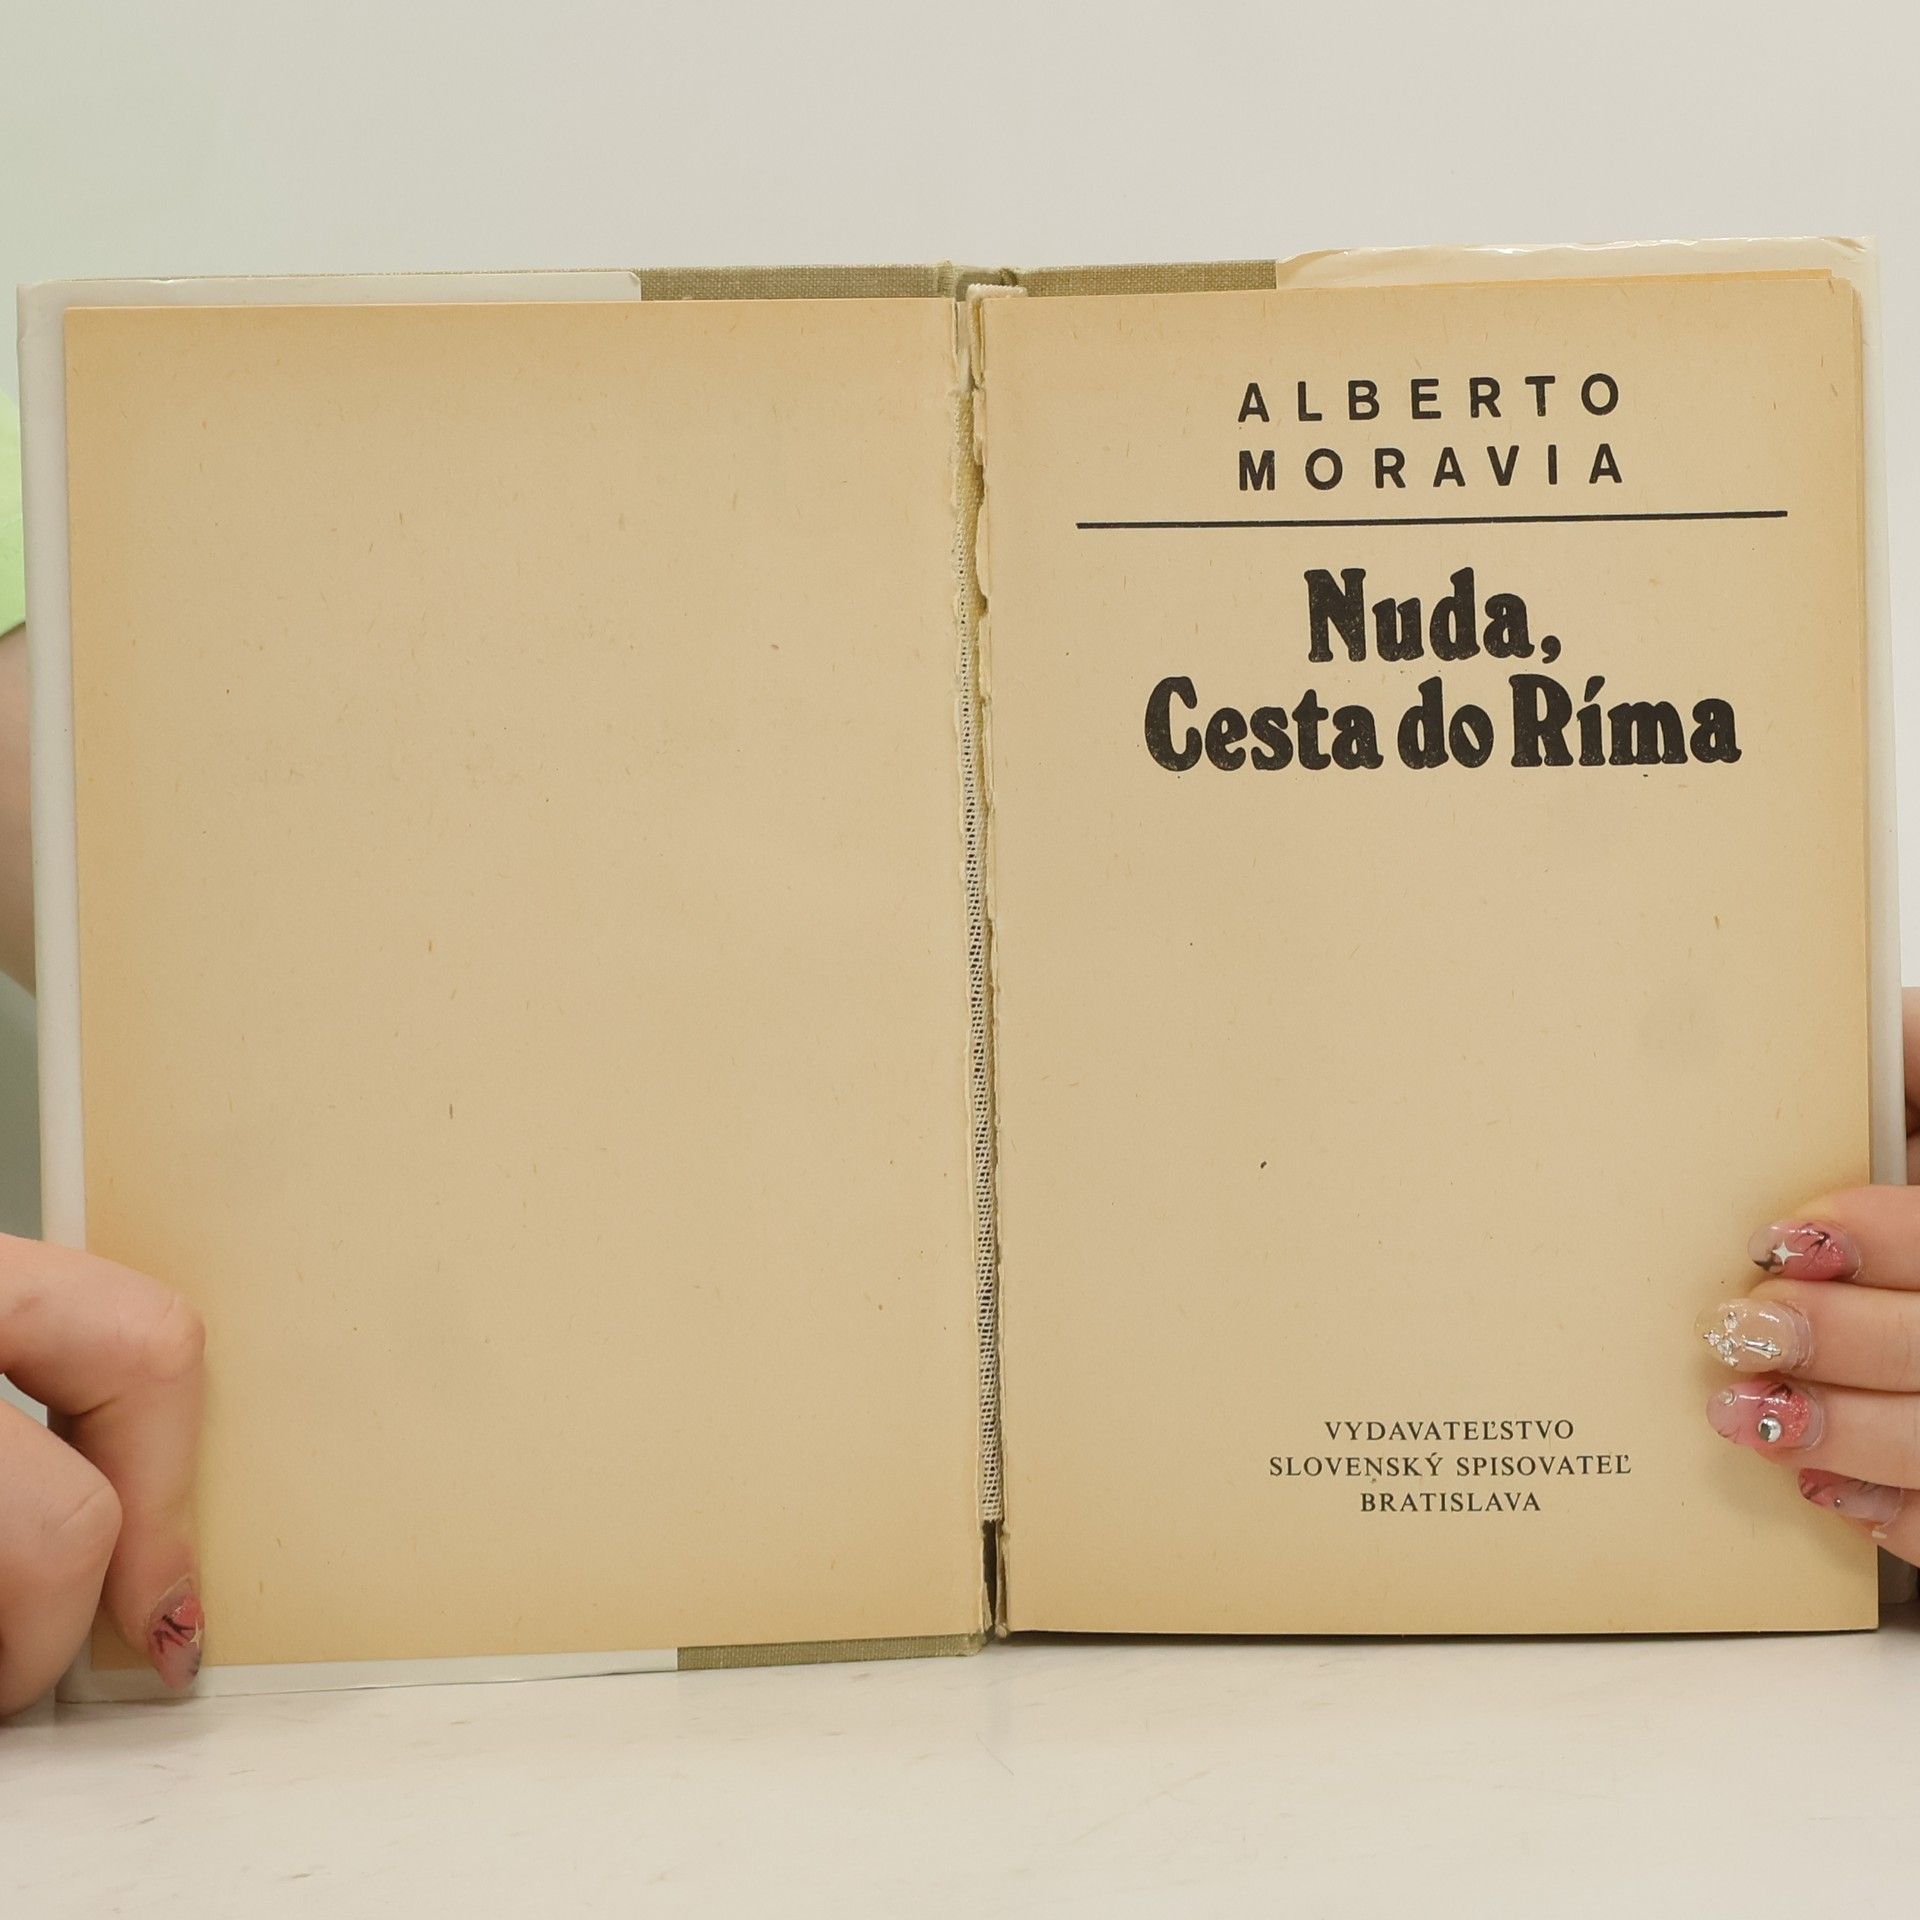 ALBERTO
MORAVIA
Nuda,
Cesta do Ríma
VYDAVATEĽSTVO
SLOVENSKÝ SPISOVATEĽ
BRATISLAVA